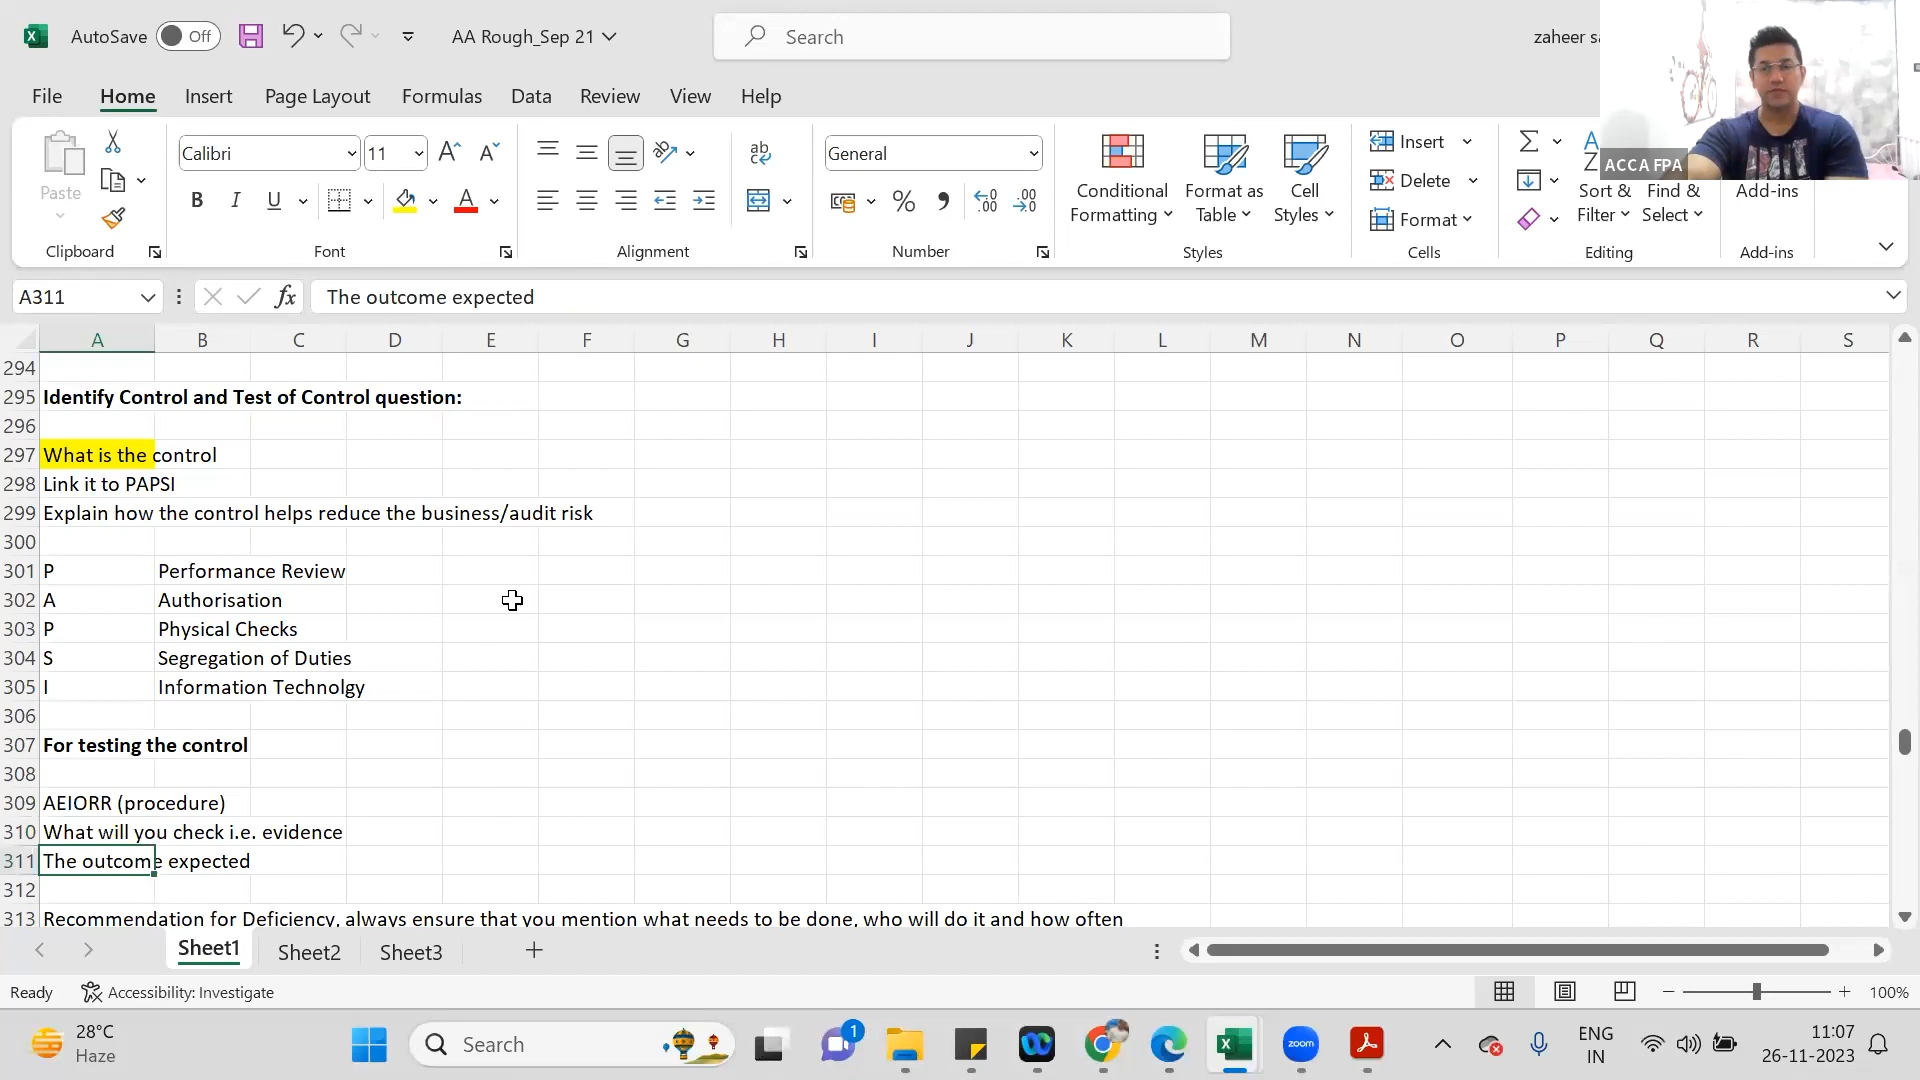 AutoSave Off AA Rough_Sep 21 Search zaheer sa
File Home Insert Page Layout Formulas Data Review View Help
ACCA FPA
Paste
Clipboard
Calibri 11
B I U
Font
Alignment
General
Number
Conditional Formatting
Format as Table
Cell Styles
Styles
Insert
Delete
Format
Cells
Sort & Filter
Find & Select
Editing
Add-ins
Add-ins
A311 fx The outcome expected
A B C D E F G H I J K L M N O P Q R S
294
295 Identify Control and Test of Control question:
296
297 What is the control
298 Link it to PAPSI
299 Explain how the control helps reduce the business/audit risk
300
301 P Performance Review
302 A Authorisation
303 P Physical Checks
304 S Segregation of Duties
305 I Information Technolgy
306
307 For testing the control
308
309 AEIORR (procedure)
310 What will you check i.e. evidence
311 The outcome expected
312
313 Recommendation for Deficiency, always ensure that you mention what needs to be done, who will do it and how often
Sheet1 Sheet2 Sheet3
Ready Accessibility: Investigate 100%
28°C
Haze
Search
1
zoom
ENG
IN
11:07
26-11-2023